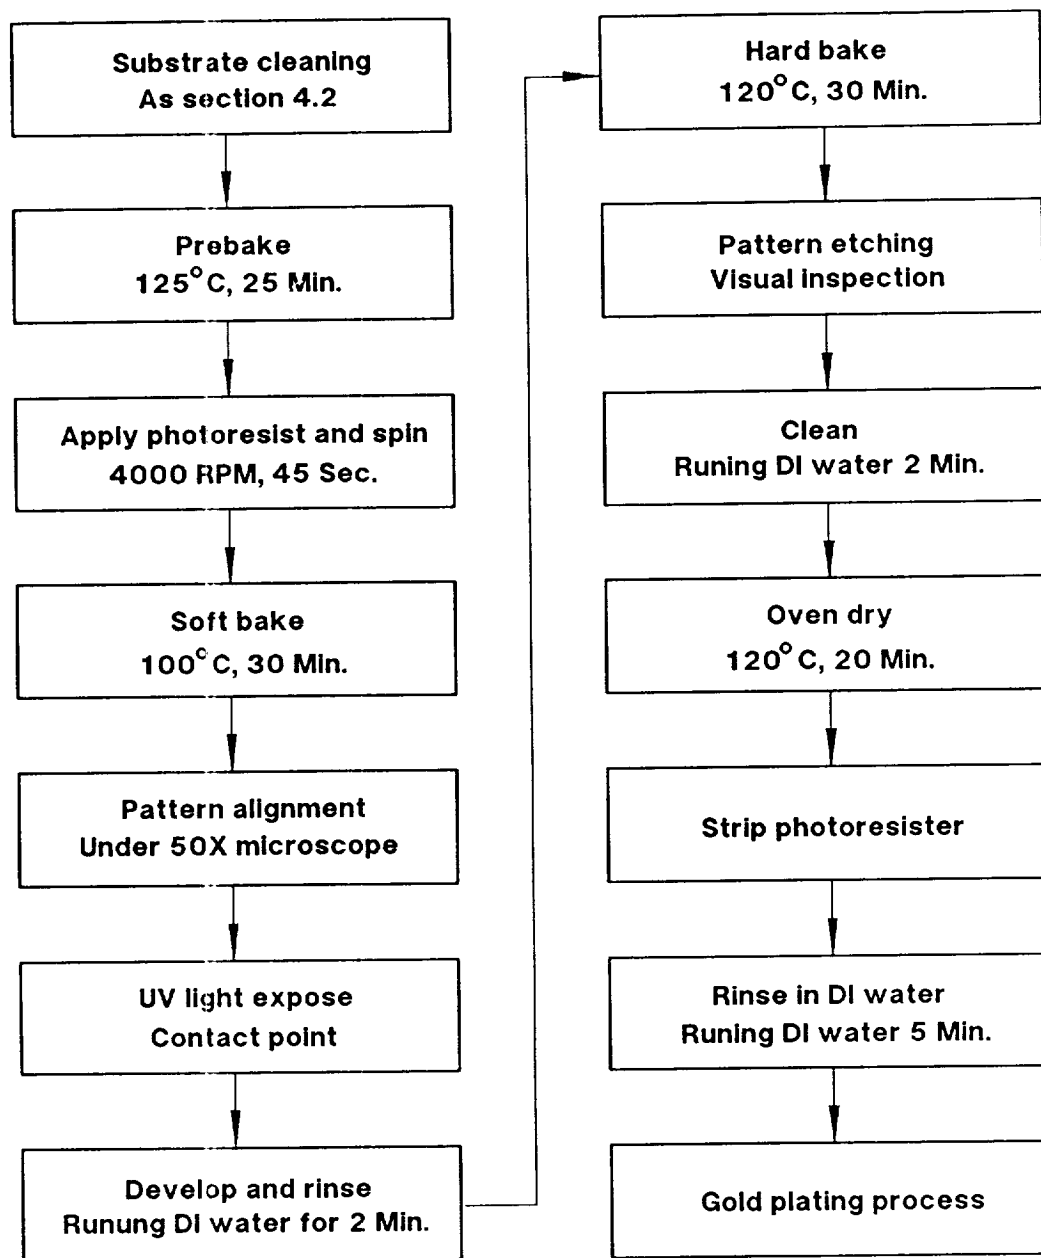 Substrate cleaning
As section 4.2
Prebake
125°C, 25 Min.
Apply photoresist and spin
4000 RPM, 45 Sec.
Soft bake
100°C, 30 Min.
Pattern alignment
Under 50X microscope
UV light expose
Contact point
Develop and rinse
Runung DI water for 2 Min.
Hard bake
120°C, 30 Min.
Pattern etching
Visual inspection
Clean
Runing DI water 2 Min.
Oven dry
120°C, 20 Min.
Strip photoresister
Rinse in DI water
Runing DI water 5 Min.
Gold plating process